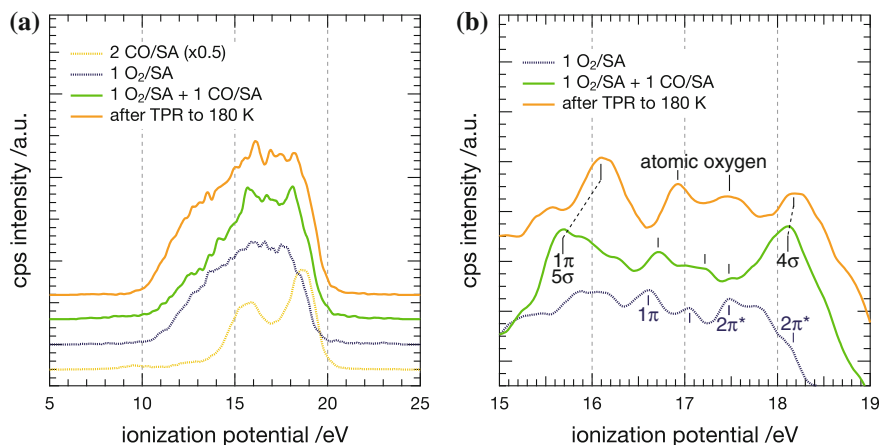 (a)
2 CO/SA (x0.5)
1 O₂/SA
1 O₂/SA + 1 CO/SA
after TPR to 180 K
cps intensity /a.u.
5 10 15 20 25
ionization potential /eV
(b)
1 O₂/SA
1 O₂/SA + 1 CO/SA
after TPR to 180 K
atomic oxygen
1π
5σ
4σ
1π
2π*
2π*
cps intensity /a.u.
15 16 17 18 19
ionization potential /eV